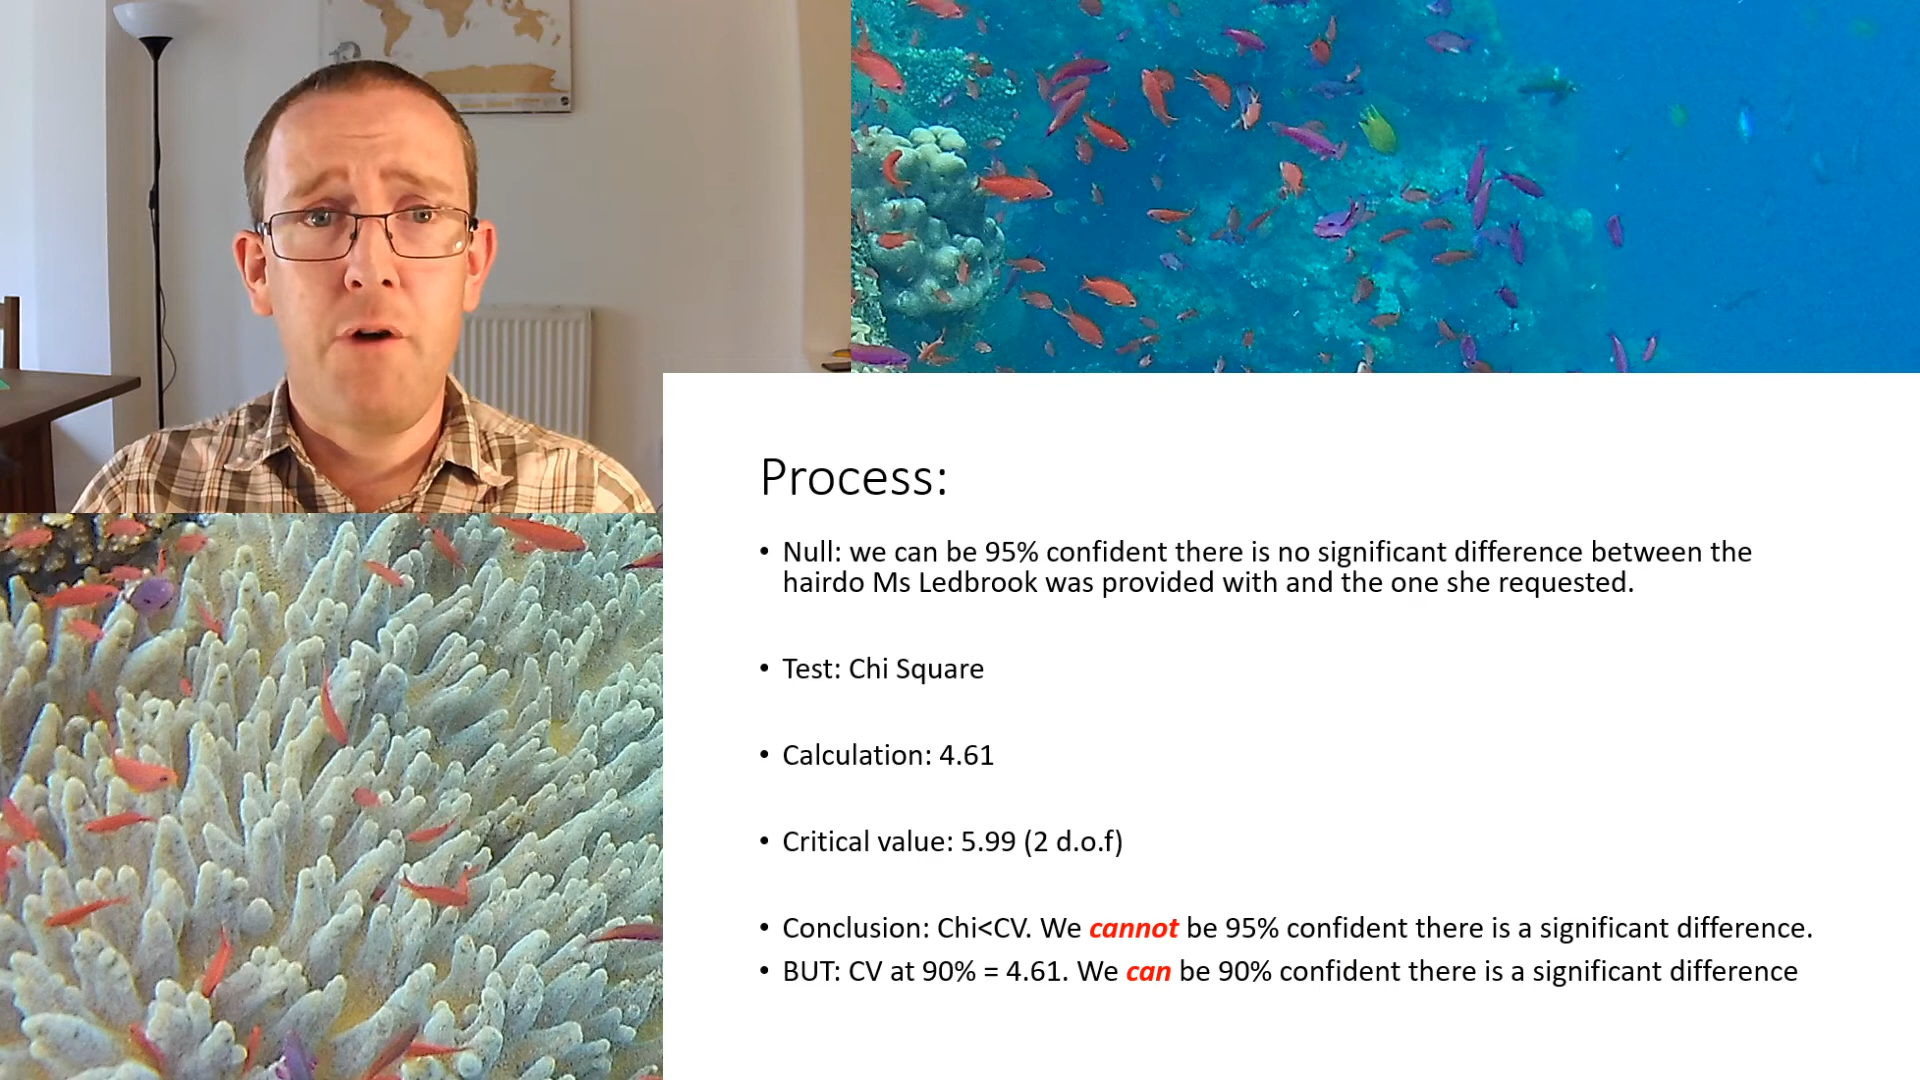 Process:
• Null: we can be 95% confident there is no significant difference between the
hairdo Ms Ledbrook was provided with and the one she requested.
• Test: Chi Square
• Calculation: 4.61
• Critical value: 5.99 (2 d.o.f)
• Conclusion: Chi<CV. We cannot be 95% confident there is a significant difference.
• BUT: CV at 90% = 4.61. We can be 90% confident there is a significant difference